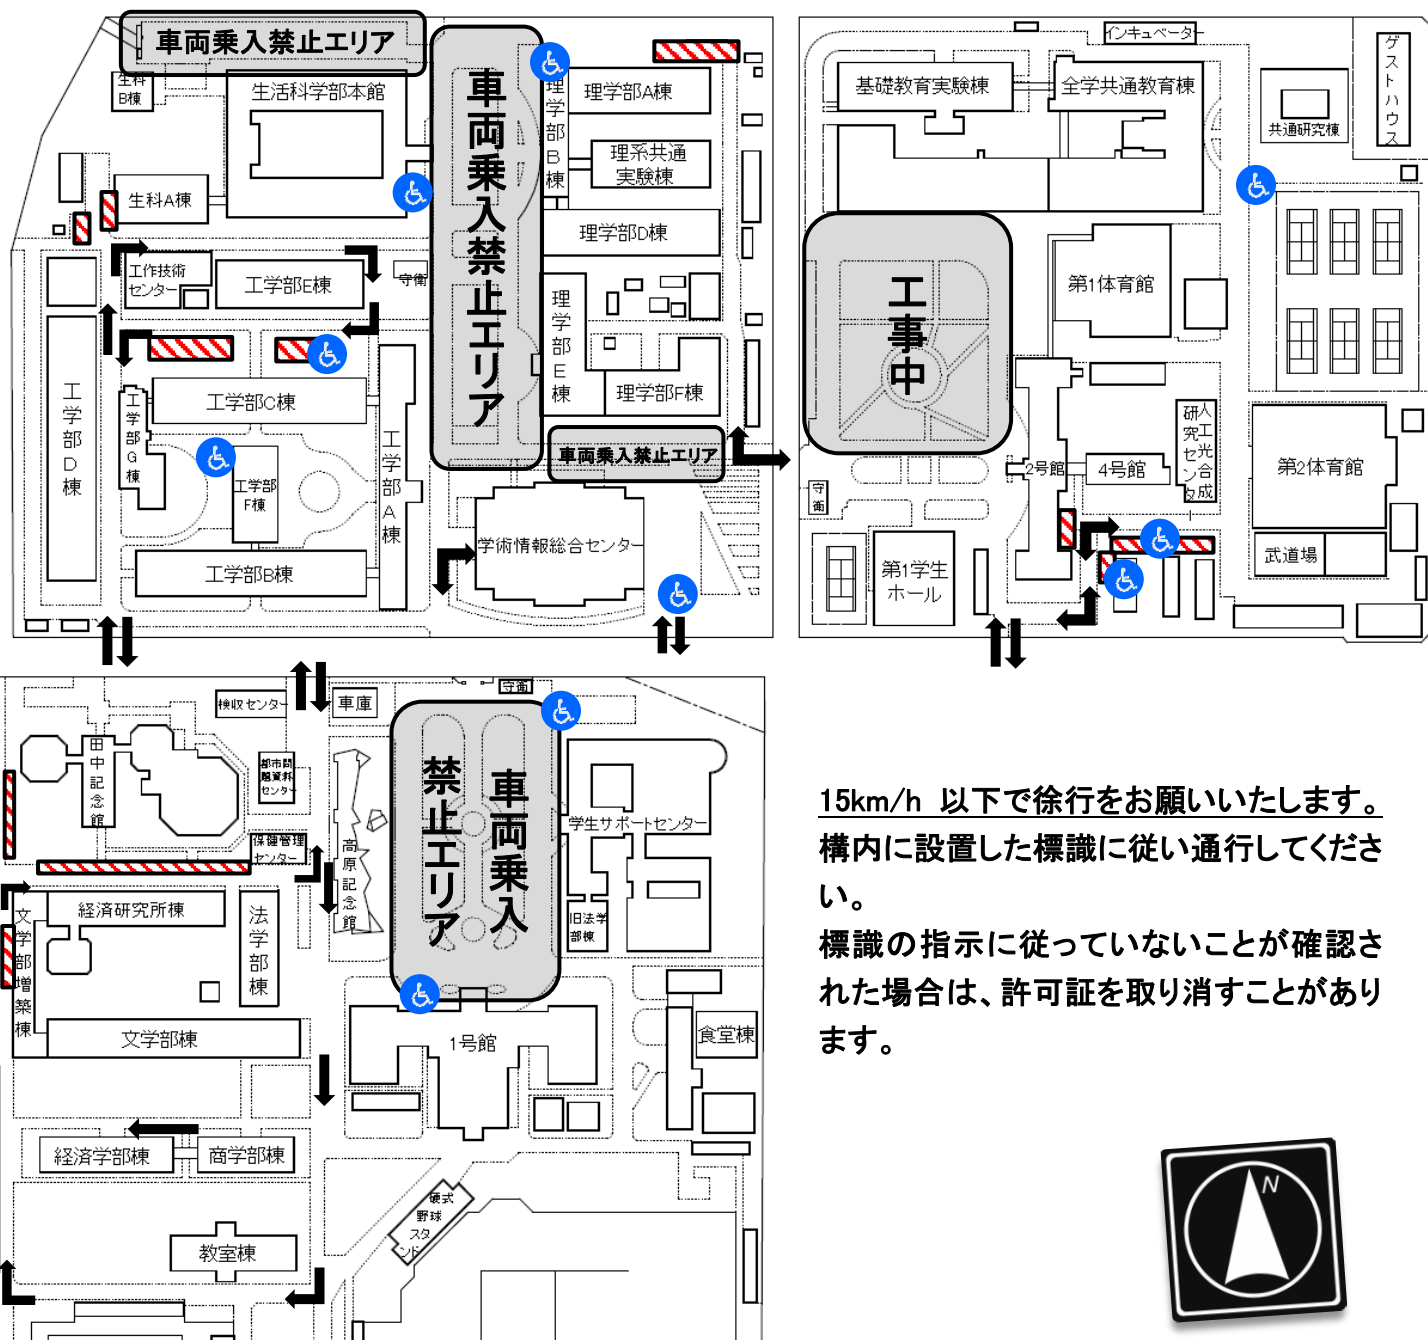 車両乗入禁止エリア
生科
B棟
生活科学部本館
生科A棟
車両乗入禁止エリア
理学部B棟
理学部A棟
理系共通
実験棟
理学部D棟
工作技術
センター
工学部E棟
守衛
理学部E棟
理学部F棟
工学部D棟
工学部G棟
工学部C棟
工学部
F棟
工学部A棟
工学部B棟
車両乗入禁止エリア
学術情報総合センター
インキュベーター
ゲストハウス
基礎教育実験棟
全学共通教育棟
共通研究棟
工事中
第1体育館
2号館
4号館
人工光合成
研究センター
第2体育館
武道場
守衛
第1学生
ホール
検収センター
車庫
守衛
田中記念館
都市問
題資料
センター
保健管理
センター
高原記念館
車両乗入
禁止エリア
学生サポートセンター
旧法学
部棟
文学部増築棟
経済研究所棟
法学部棟
文学部棟
1号館
食堂棟
経済学部棟
商学部棟
硬式
野球
スタ
ンド
教室棟
15km/h 以下で徐行をお願いいたします。
構内に設置した標識に従い通行してくださ
い。
標識の指示に従っていないことが確認さ
れた場合は、許可証を取り消すことがあり
ます。
N